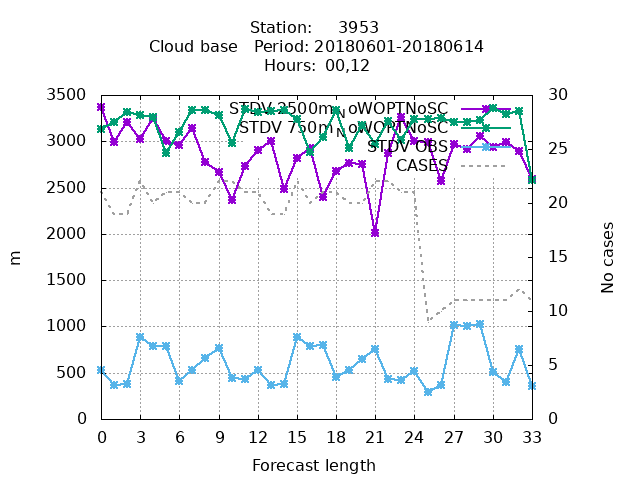 Station: 3953
Cloud base Period: 20180601-20180614
Hours: 00,12
STDV 2500m NoWOPTNoSC
STDV 750m NoWOPTNoSC
STDV OBS
CASES
3500
3000
2500
2000
1500
1000
500
0
m
30
25
20
15
10
5
0
No cases
0 3 6 9 12 15 18 21 24 27 30 33
Forecast length